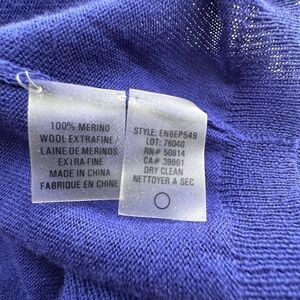 100% MERINO
WOOL EXTRAFINE/
LAINE DE MERINOS
EXTRA-FINE
MADE IN CHINA
FABRIQUE EN CHINE
STYLE: EN6EP549
LOT: 76040
RN# 50814
CA# 39861
DRY CLEAN
NETTOYER A SEC